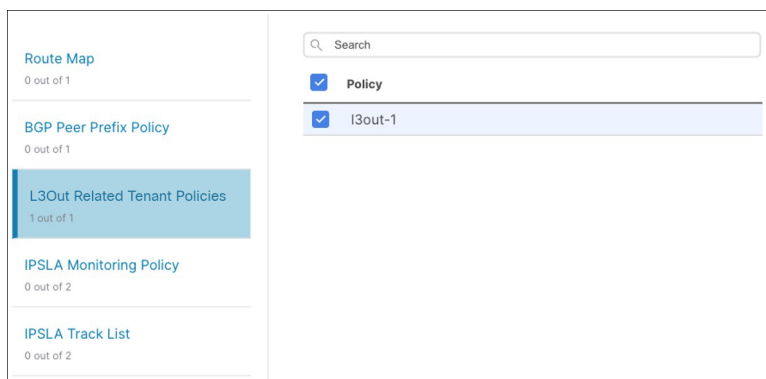 Route Map
0 out of 1
BGP Peer Prefix Policy
0 out of 1
L3Out Related Tenant Policies
1 out of 1
IPSLA Monitoring Policy
0 out of 2
IPSLA Track List
0 out of 2
Search
Policy
l3out-1